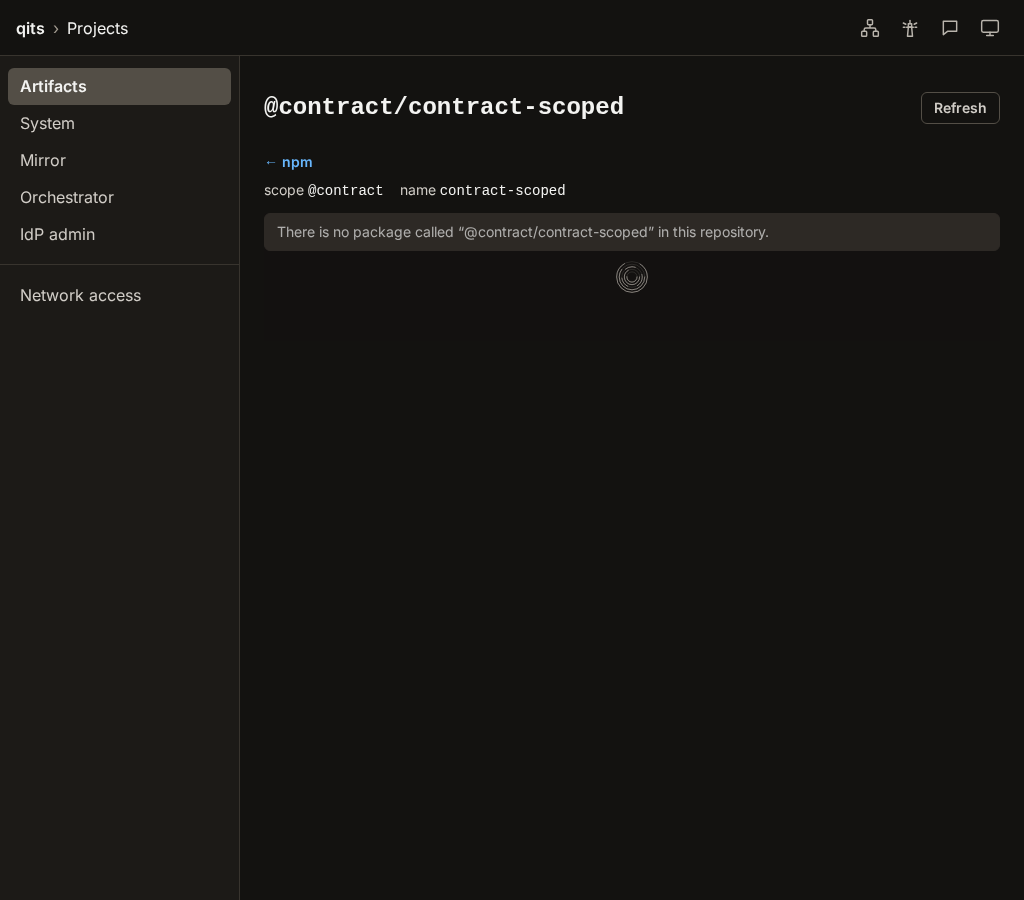 qits › Projects
Artifacts
System
Mirror
Orchestrator
IdP admin
Network access
@contract/contract-scoped
Refresh
← npm
scope @contract name contract-scoped
There is no package called “@contract/contract-scoped” in this repository.